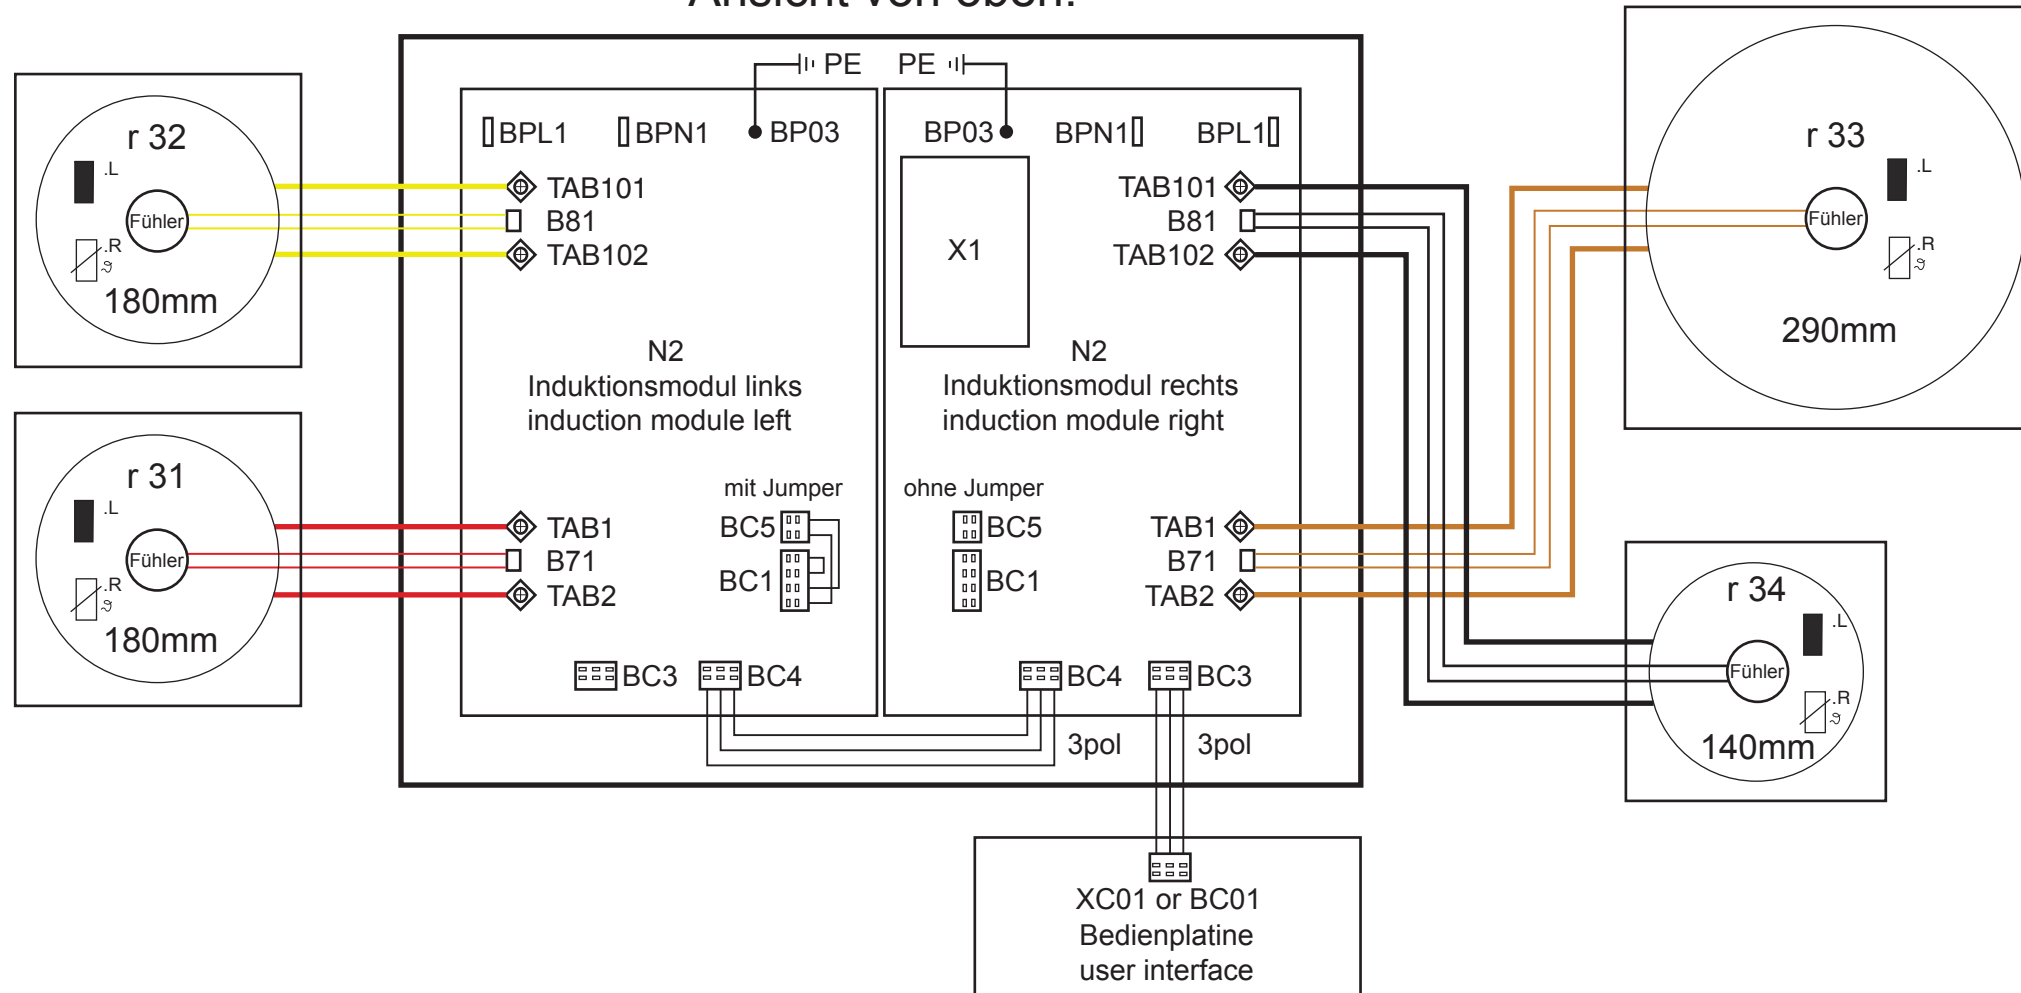 Ansicht von oben:
PE PE
r 32
.L
Fühler
.R
ϑ
180mm
r 31
.L
Fühler
.R
ϑ
180mm
BPL1 BPN1 BP03
TAB101
B81
TAB102
N2
Induktionsmodul links
induction module left
mit Jumper
TAB1 BC5
B71
BC1
TAB2
BC3 BC4
BP03 BPN1 BPL1
TAB101
B81
TAB102
X1
N2
Induktionsmodul rechts
induction module right
ohne Jumper
BC5 TAB1
B71
BC1
TAB2
BC4 BC3
3pol 3pol
r 33
.L
Fühler
.R
ϑ
290mm
r 34
.L
Fühler
.R
ϑ
140mm
XC01 or BC01
Bedienplatine
user interface